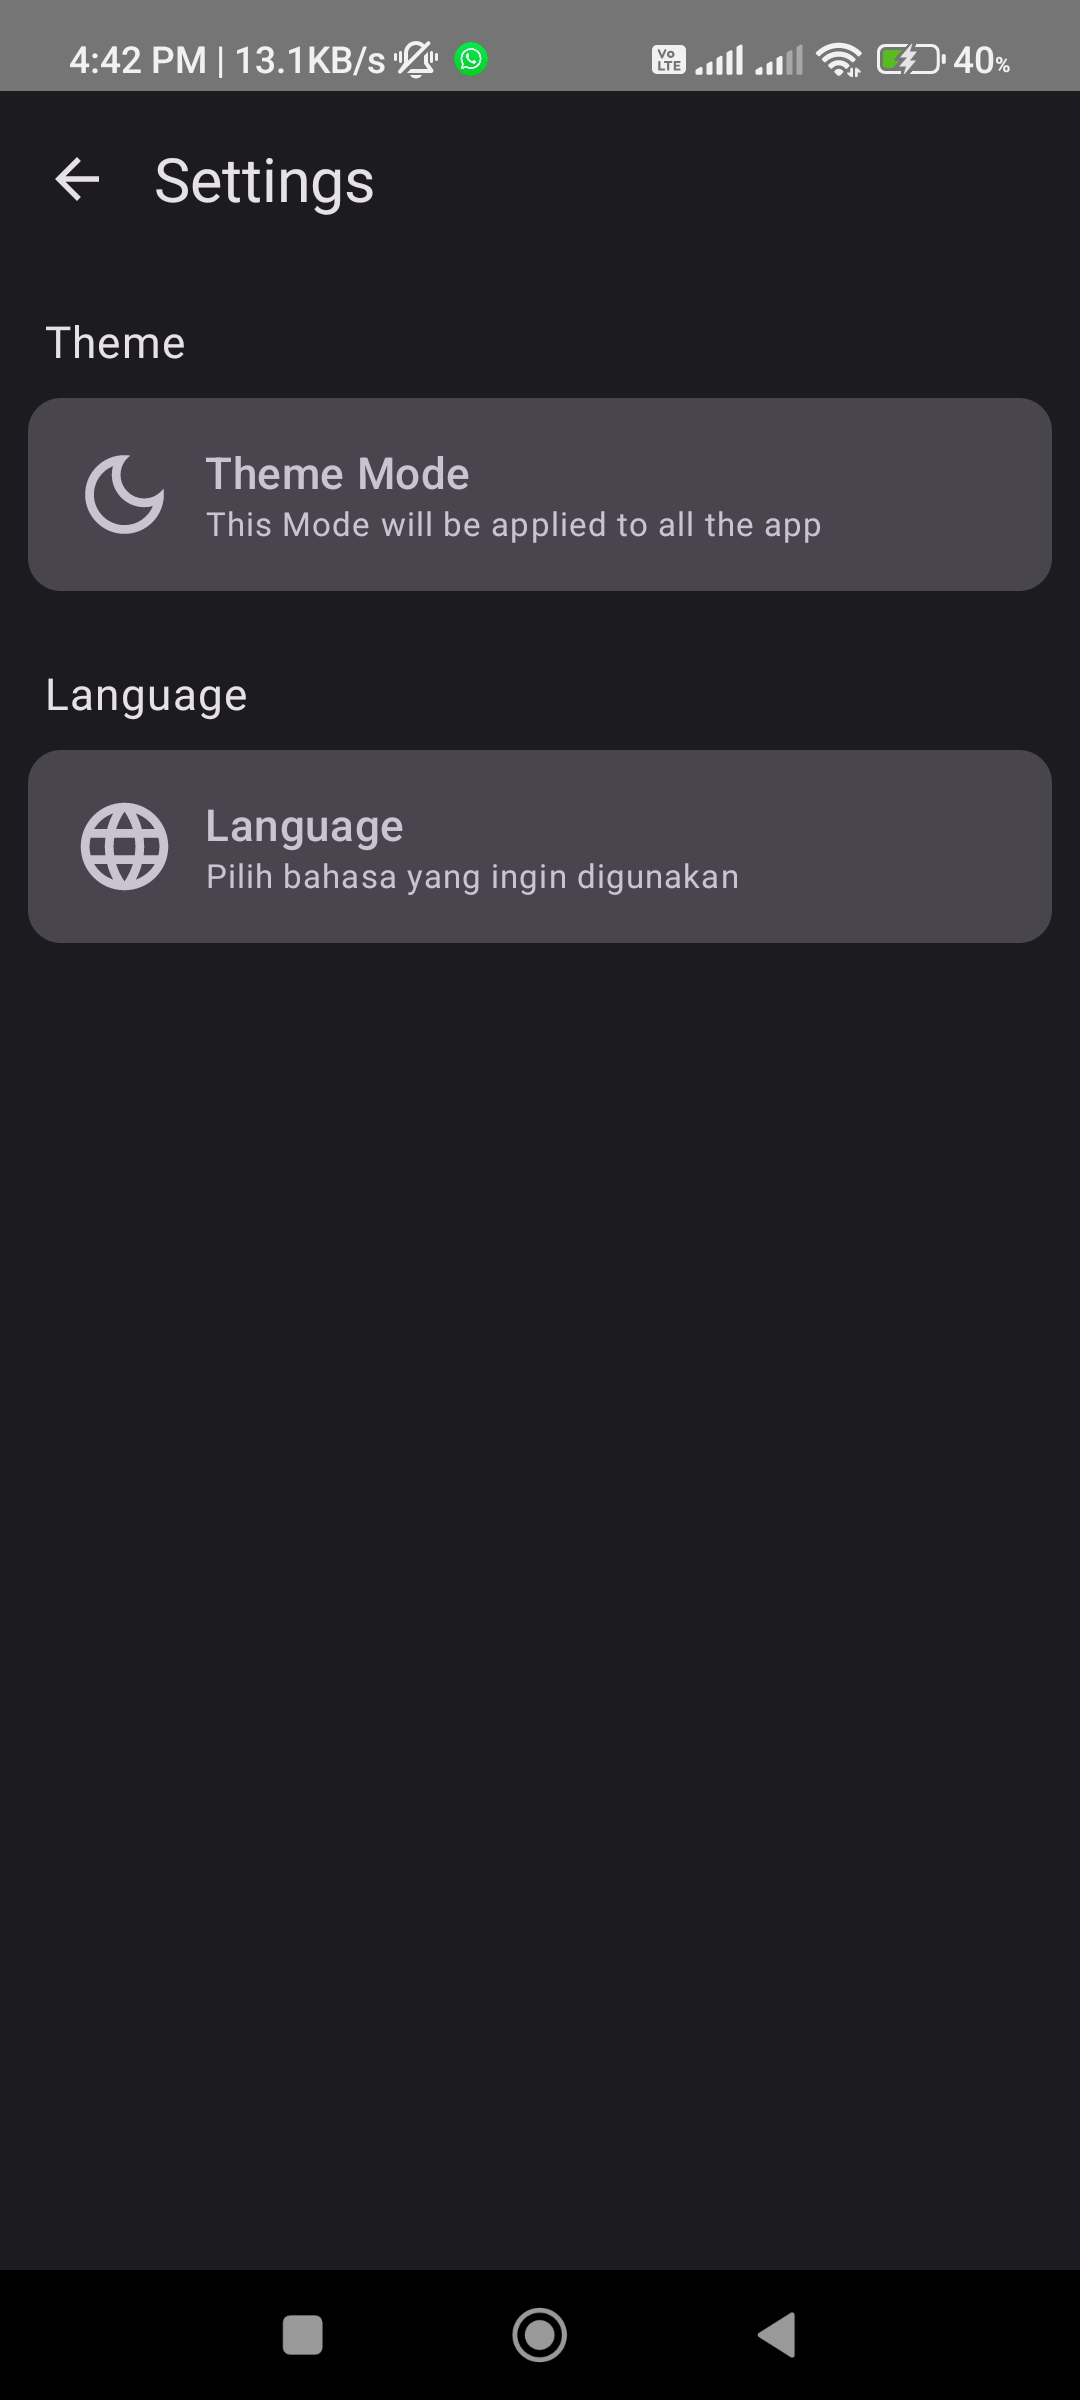 4:42 PM | 13.1KB/s Vo LTE 40%
Settings
Theme
Theme Mode
This Mode will be applied to all the app
Language
Language
Pilih bahasa yang ingin digunakan